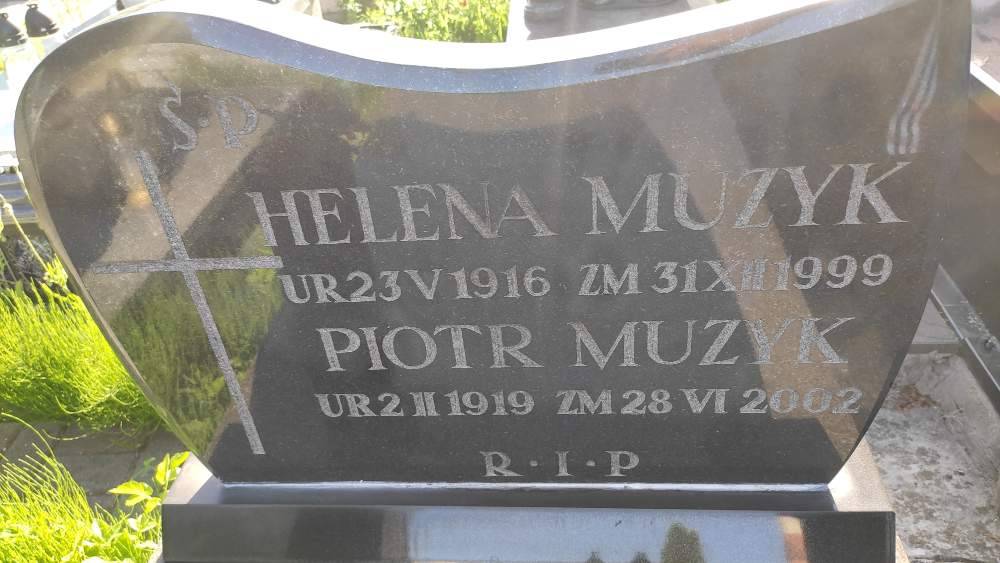 Ś.P
HELENA MUZYK
UR 23 V 1916 ZM 31 XII 1999
PIOTR MUZYK
UR 2 II 1919 ZM 28 VI 2002
R·I·P